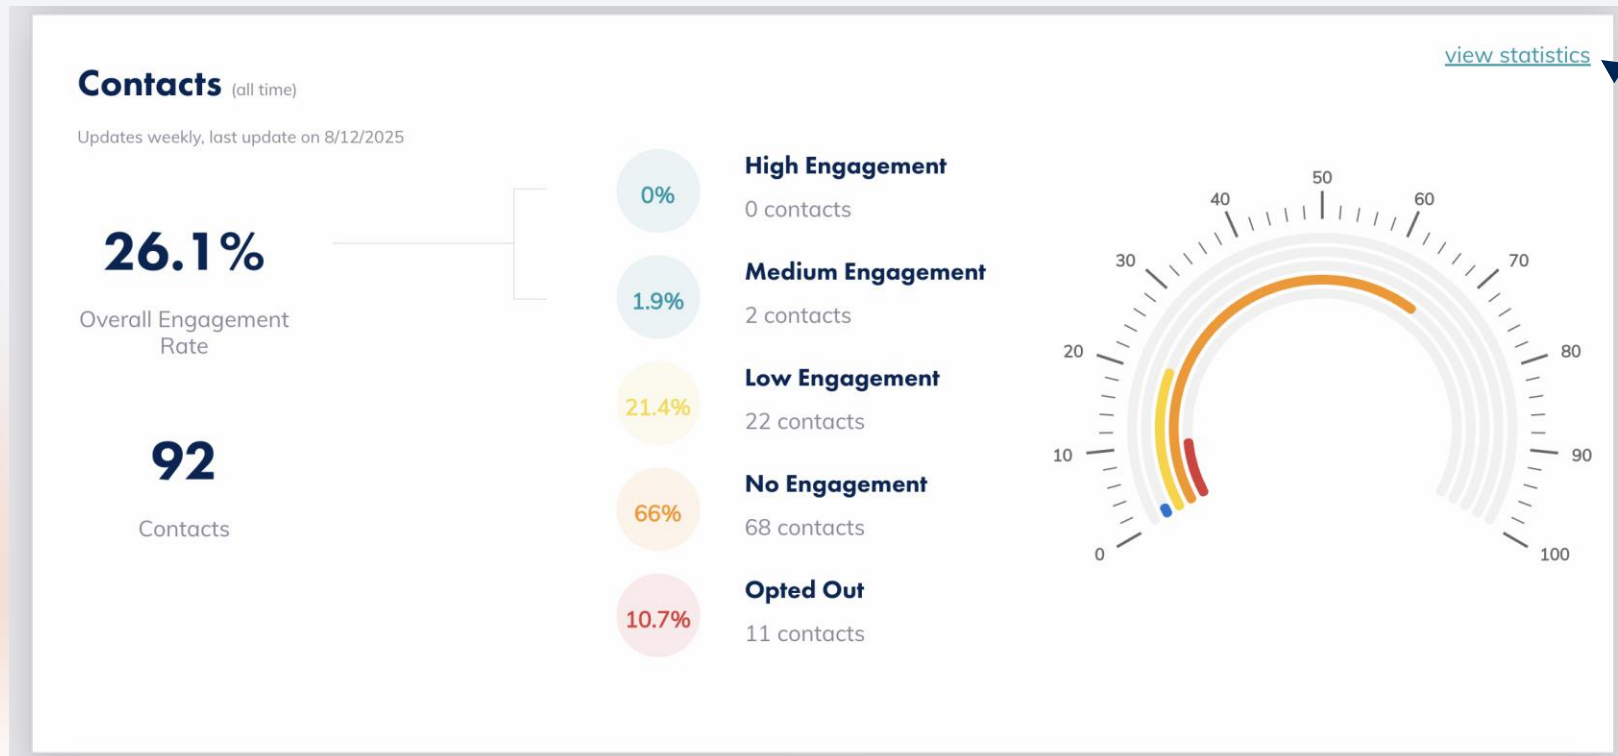 view statistics
Contacts (all time)
Updates weekly, last update on 8/12/2025
26.1%
Overall Engagement
Rate
92
Contacts
0%
High Engagement
0 contacts
1.9%
Medium Engagement
2 contacts
21.4%
Low Engagement
22 contacts
66%
No Engagement
68 contacts
10.7%
Opted Out
11 contacts
0
10
20
30
40
50
60
70
80
90
100